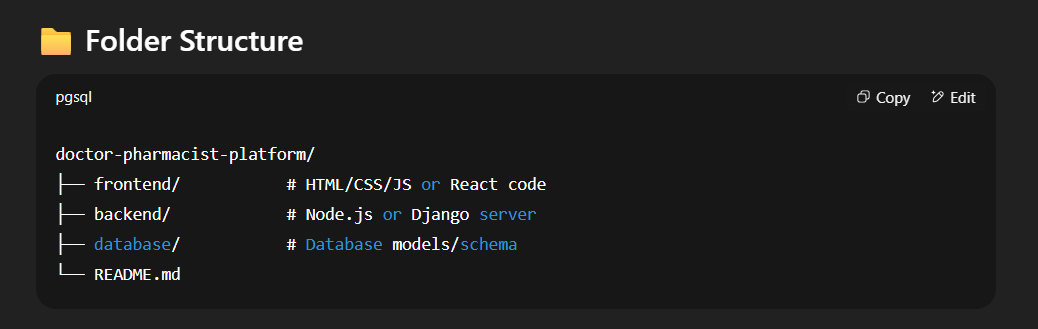 📁 Folder Structure
pgsql
Copy
Edit
doctor-pharmacist-platform/
├── frontend/           # HTML/CSS/JS or React code
├── backend/            # Node.js or Django server
├── database/           # Database models/schema
└── README.md